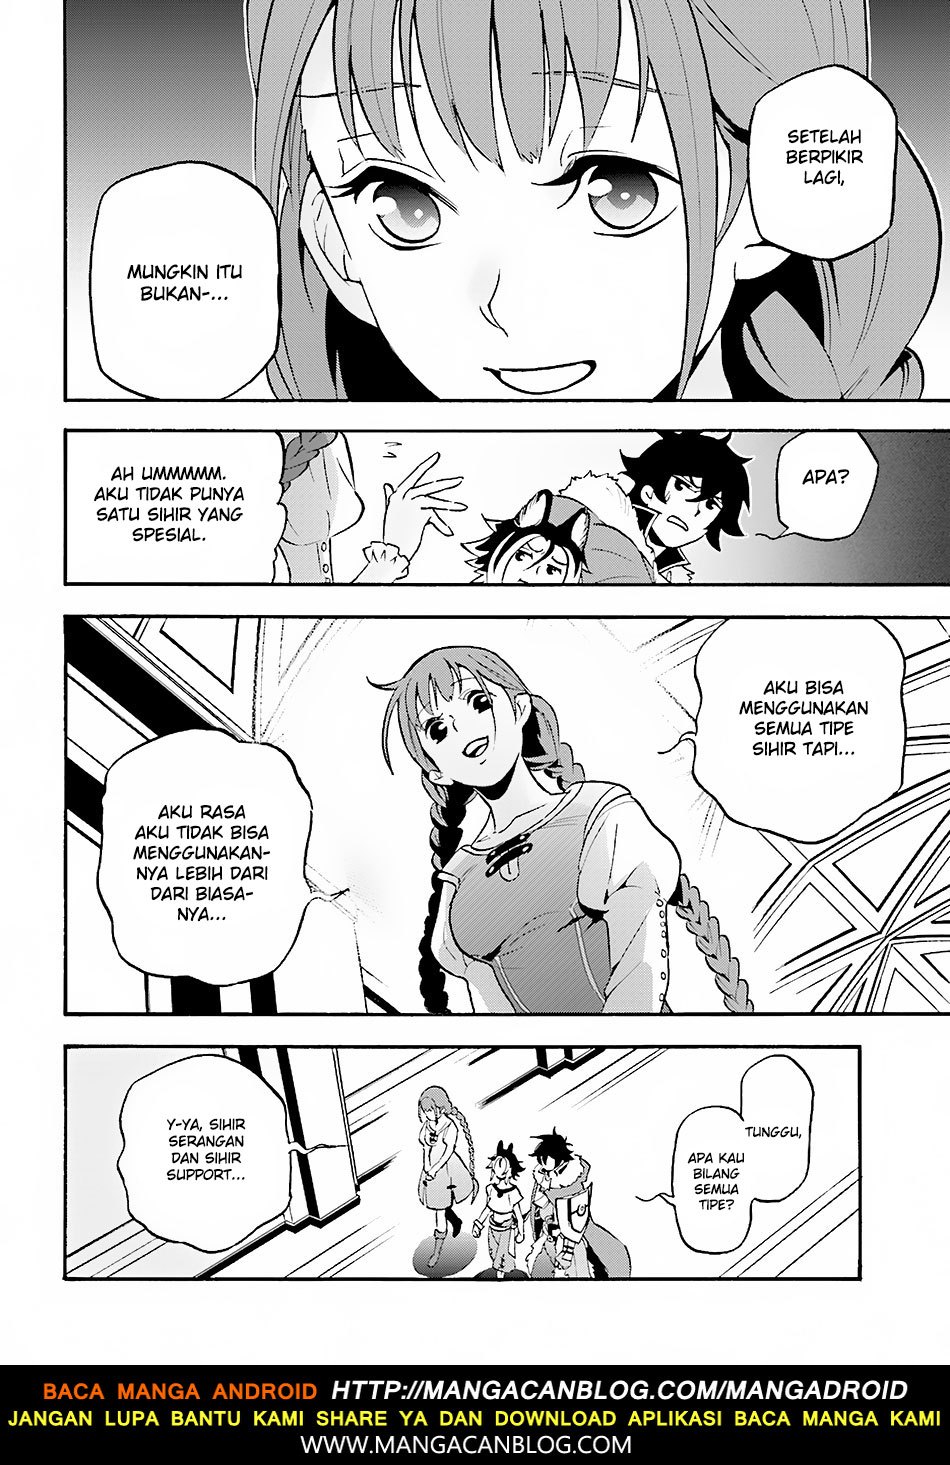 SETELAH
BERPIKIR
LAGI,
MUNGKIN ITU
BUKAN-...
APA?
AH UMMMMM.
AKU TIDAK PUNYA
SATU SIHIR YANG
SPESIAL.
AKU BISA
MENGGUNAKAN
SEMUA TIPE
SIHIR TAPI...
AKU RASA
AKU TIDAK BISA
MENGGUNAKAN-
NYA LEBIH DARI
DARI BIASA-
NYA...
TUNGGU,
APA KAU
BILANG
SEMUA
TIPE?
Y-YA, SIHIR
SERANGAN
DAN SIHIR
SUPPORT...
BACA MANGA ANDROID HTTP://MANGACANBLOG.COM/MANGADROID
JANGAN LUPA BANTU KAMI SHARE YA DAN DOWNLOAD APLIKASI BACA MANGA KAMI
WWW.MANGACANBLOG.COM